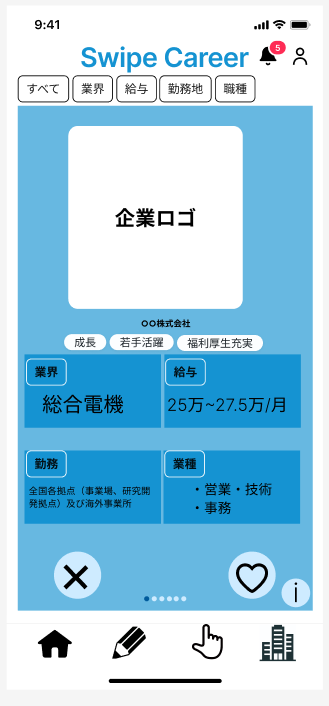 9:41
Swipe Career
5
すべて 業界 給与 勤務地 職種
企業ロゴ
○○株式会社
成長 若手活躍 福利厚生充実
業界 給与
総合電機 25万~27.5万/月
勤務 業種
全国各拠点（事業場、研究開
発拠点）及び海外事業所
・営業・技術
・事務
i